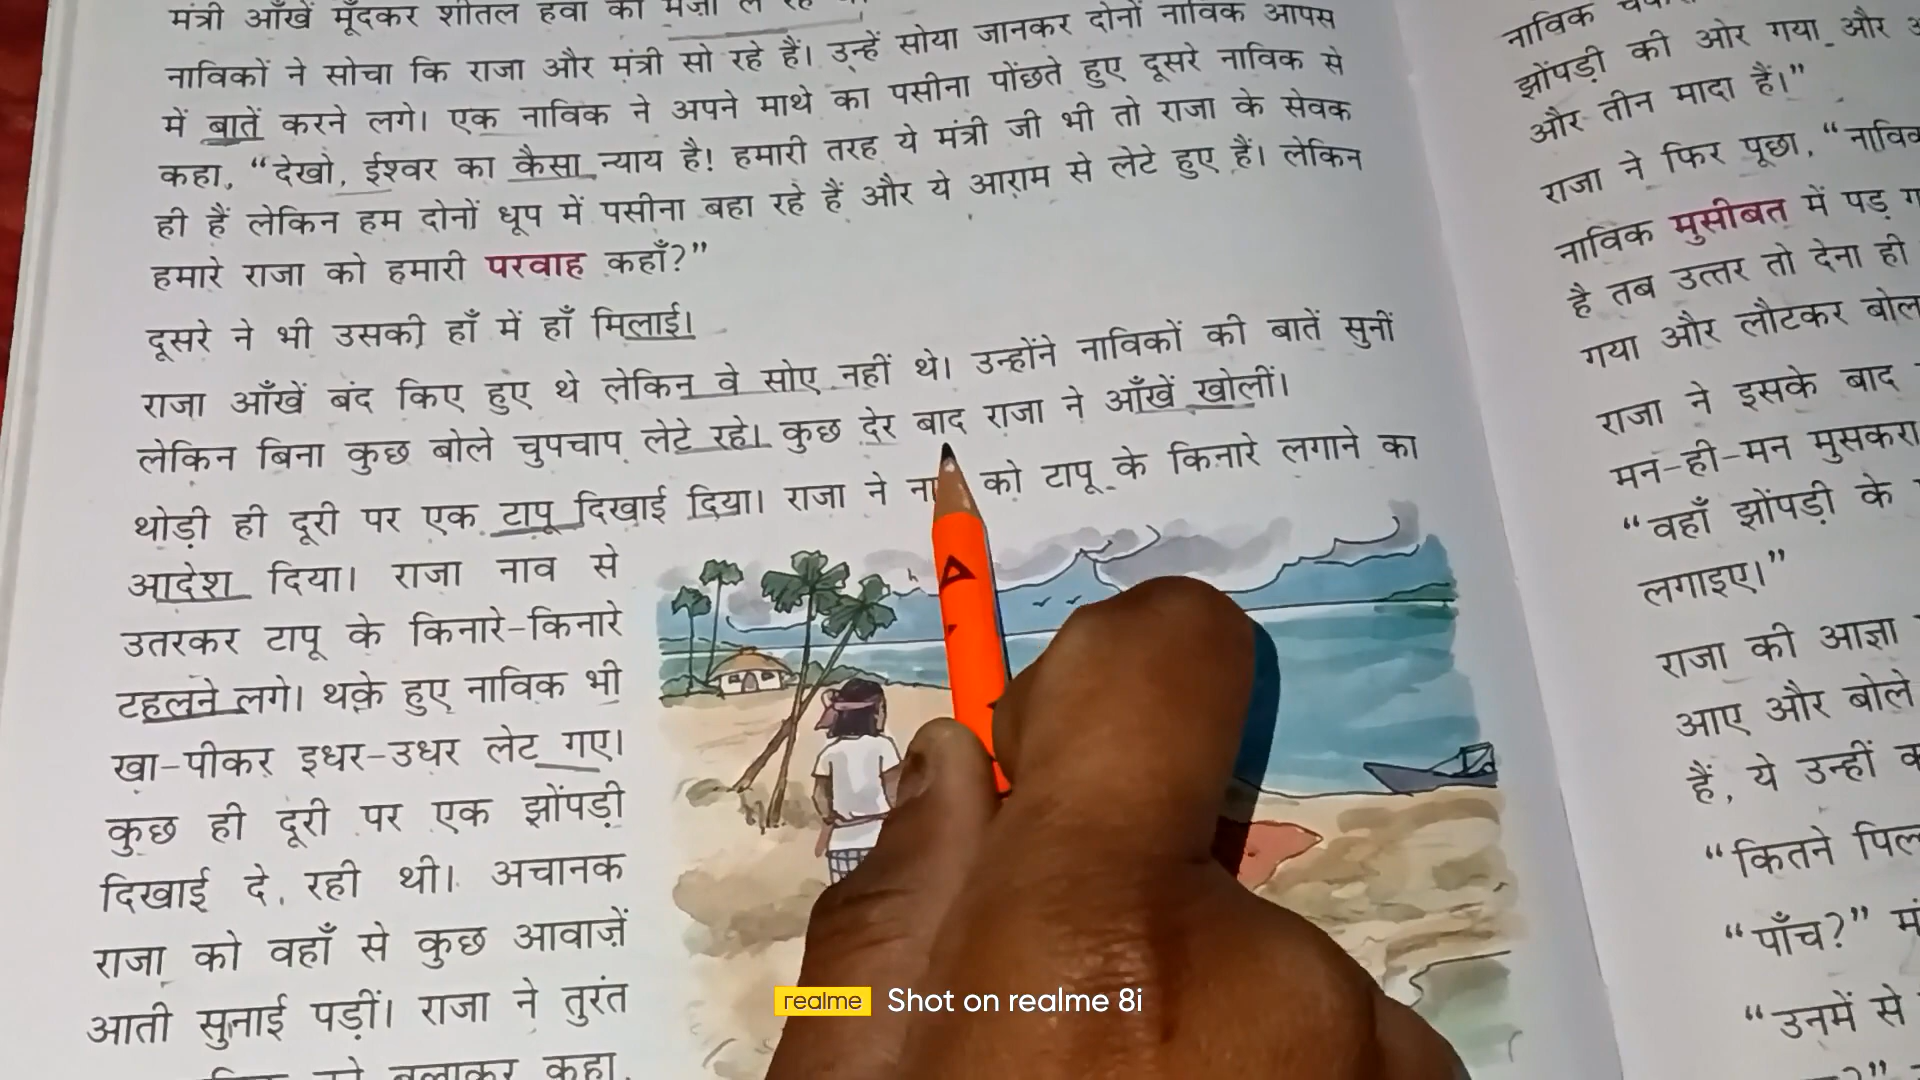 मंत्री आँखें मूँदकर शीतल हवा का मज़ा ले रहे
नाविकों ने सोचा कि राजा और मंत्री सो रहे हैं। उन्हें सोया जानकर दोनों नाविक आपस
में बातें करने लगे। एक नाविक ने अपने माथे का पसीना पोंछते हुए दूसरे नाविक से
कहा, “देखो, ईश्वर का कैसा न्याय है! हमारी तरह ये मंत्री जी भी तो राजा के सेवक
ही हैं लेकिन हम दोनों धूप में पसीना बहा रहे हैं और ये आराम से लेटे हुए हैं। लेकिन
हमारे राजा को हमारी परवाह कहाँ?”
दूसरे ने भी उसकी हाँ में हाँ मिलाई।
राजा आँखें बंद किए हुए थे लेकिन वे सोए नहीं थे। उन्होंने नाविकों की बातें सुनीं
लेकिन बिना कुछ बोले चुपचाप लेटे रहे। कुछ देर बाद राजा ने आँखें खोलीं।
थोड़ी ही दूरी पर एक टापू दिखाई दिया। राजा ने को टापू के किनारे लगाने का
आदेश दिया। राजा नाव से
उतरकर टापू के किनारे-किनारे
टहलने लगे। थके हुए नाविक भी
खा-पीकर इधर-उधर लेट गए।
कुछ ही दूरी पर एक झोंपड़ी
दिखाई दे रही थी। अचानक
राजा को वहाँ से कुछ आवाज़ें
आती सुनाई पड़ीं। राजा ने तुरंत
बुलाकर कहा,
नाविक
झोंपड़ी की ओर गया और
और तीन मादा हैं।”
राजा ने फिर पूछा, “नाविक
नाविक मुसीबत में पड़
है तब उत्तर तो देना ही
गया और लौटकर
राजा ने इसके बाद
मन-ही-मन
“वहाँ झोंपड़ी के
लगाइए।”
राजा की आज्ञा
आए और बोले
हैं, ये उन्हीं
“कितने
“पाँच?”
“उनमें से
realme Shot on realme 8i